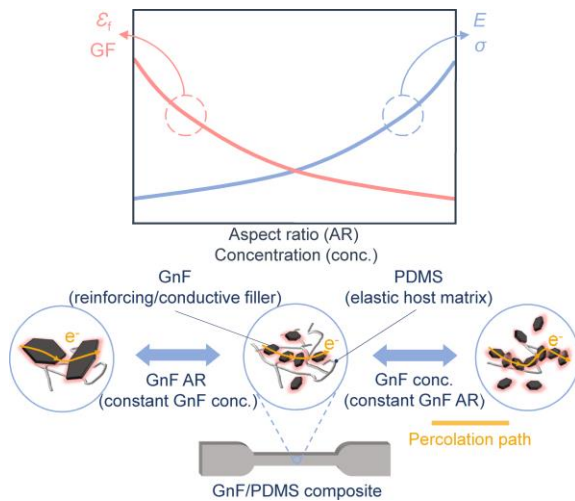 εf
GF
E
σ
Aspect ratio (AR)
Concentration (conc.)
GnF
(reinforcing/conductive filler)
PDMS
(elastic host matrix)
e-
e-
e-
GnF AR
(constant GnF conc.)
GnF conc.
(constant GnF AR)
Percolation path
GnF/PDMS composite